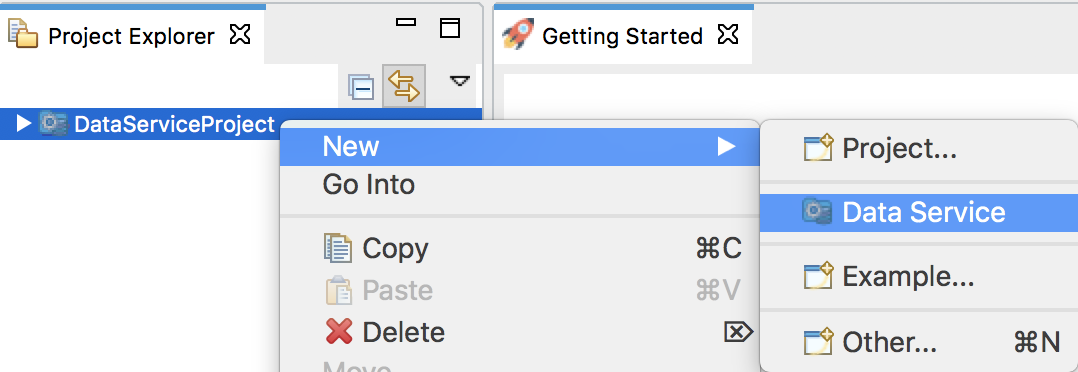 Project Explorer
Getting Started
DataServiceProject
New
Project...
Go Into
Data Service
Copy ⌘C
Paste ⌘V
Example...
Delete ⌦
Other... ⌘N
Move...